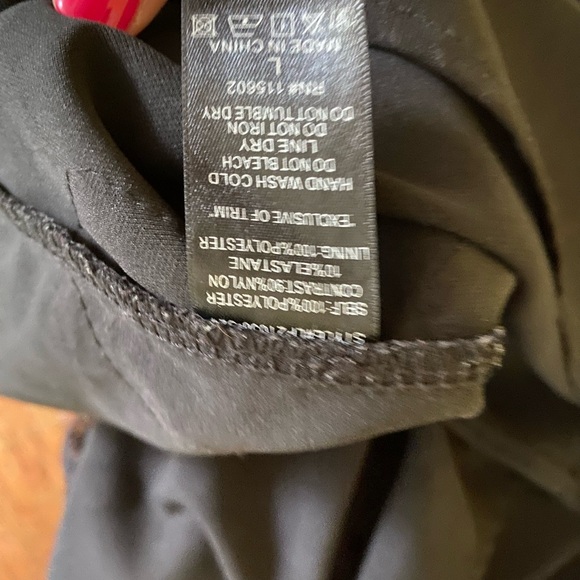 SELF: 100%POLYESTER
CONTRAST:90%NYLON
10%ELASTANE
LINING:100%POLYESTER
"EXCLUSIVE OF TRIM"
HAND WASH COLD
DO NOT BLEACH
LINE DRY
DO NOT IRON
DO NOT TUMBLE DRY
RN# 115602
L
MADE IN CHINA